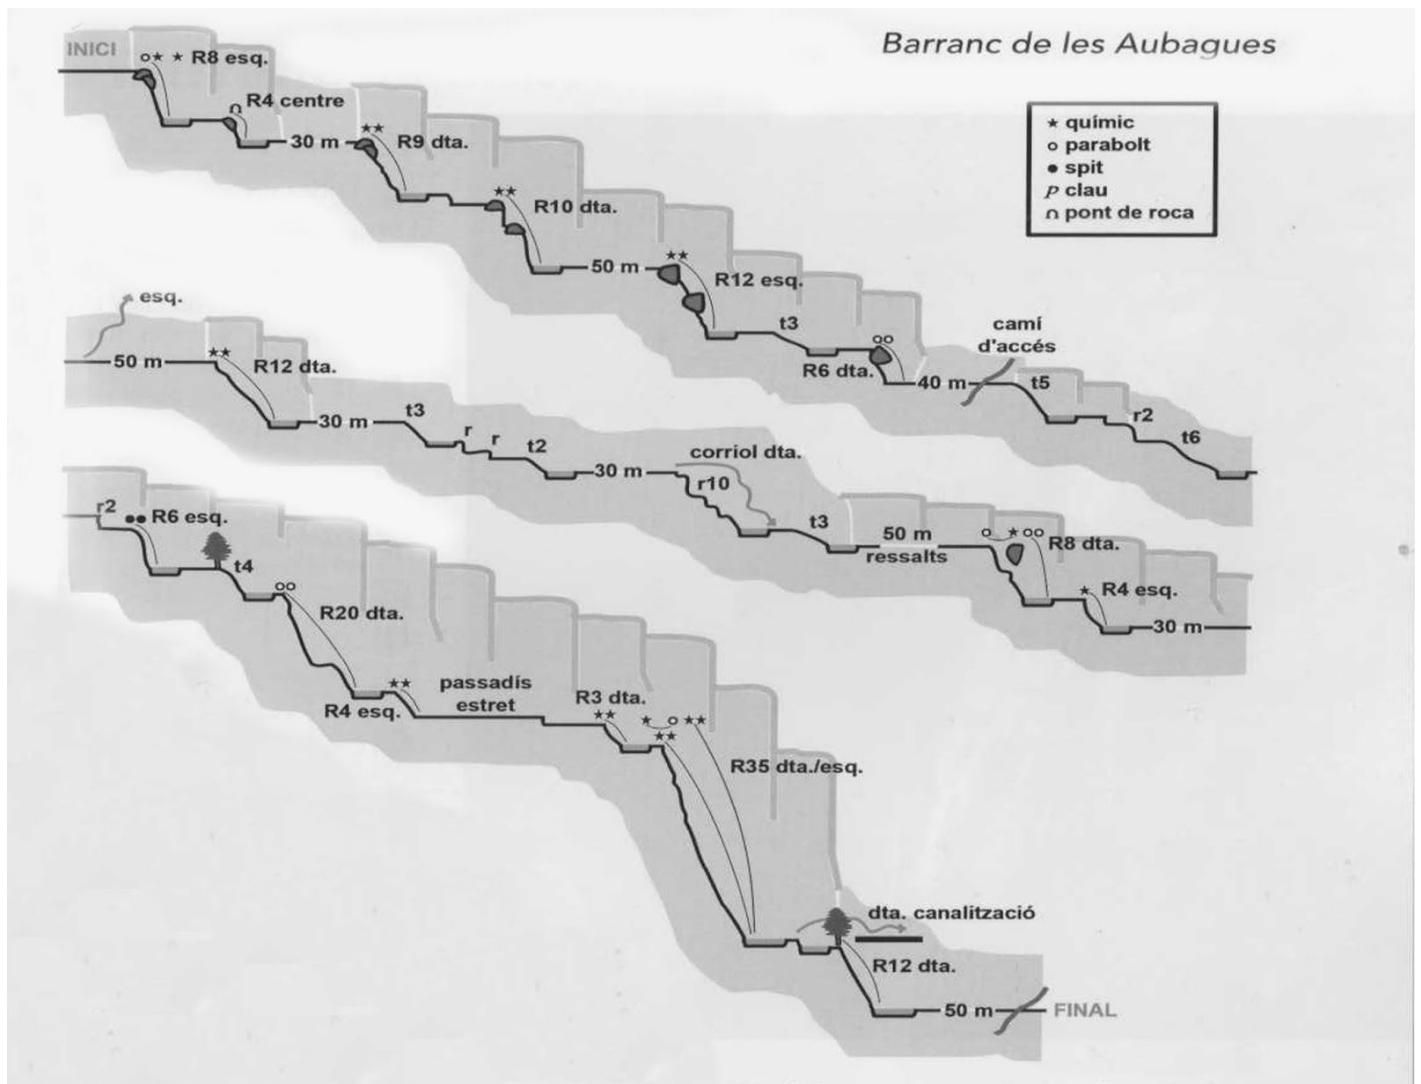 Barranc de les Aubagues
INICI
R8 esq.
R4 centre
30 m
R9 dta.
R10 dta.
50 m
R12 esq.
t3
R6 dta.
40 m
camí
d'accés
t5
r2
t6
químic
parabolt
spit
P clau
pont de roca
esq.
50 m
R12 dta.
30 m
t3
r
r
t2
30 m
corriol dta.
r10
t3
50 m
ressalts
R8 dta.
R4 esq.
30 m
r2
R6 esq.
t4
R20 dta.
R4 esq.
passadís
estret
R3 dta.
R35 dta./esq.
dta. canalització
R12 dta.
50 m
FINAL